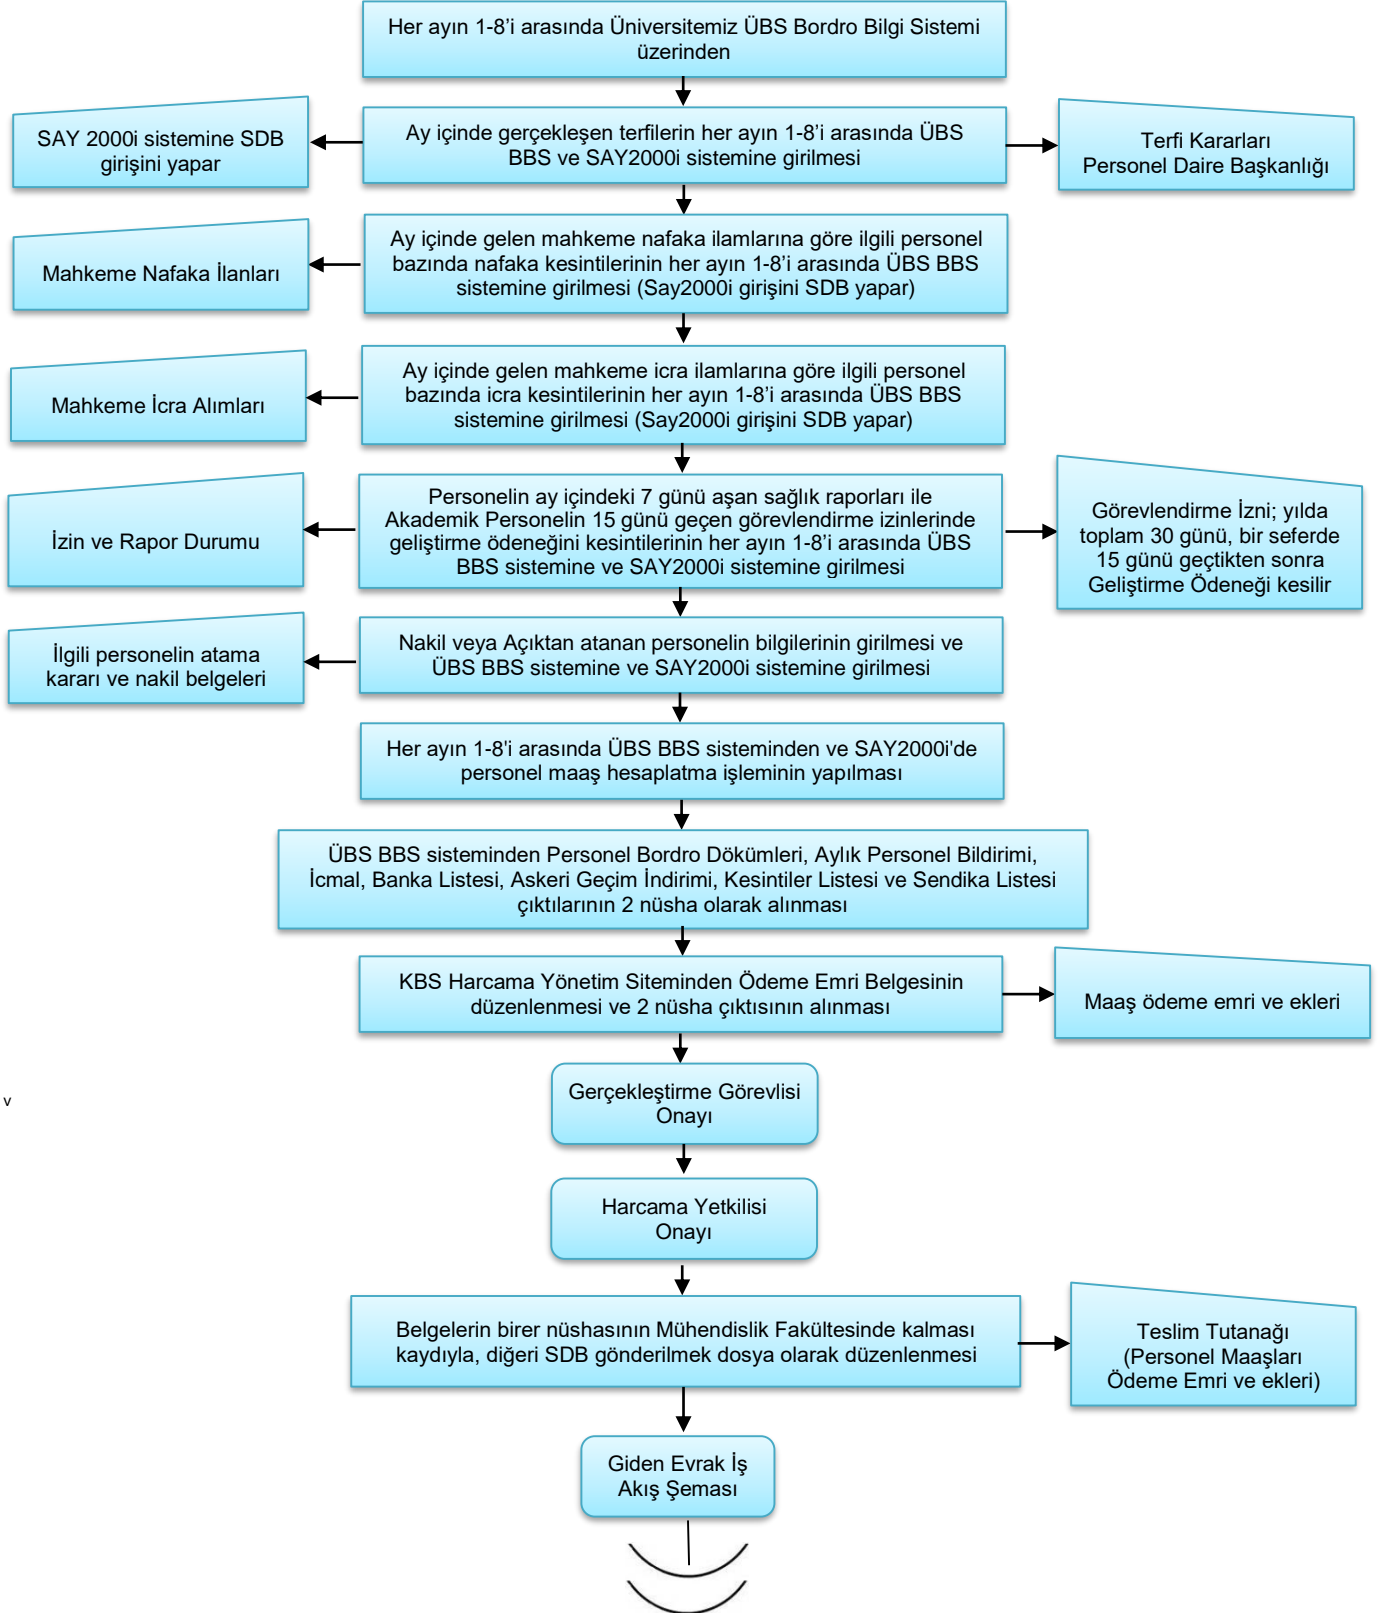 Her ayın 1-8’i arasında Üniversitemiz ÜBS Bordro Bilgi Sistemi
üzerinden
SAY 2000i sistemine SDB
girişini yapar
Ay içinde gerçekleşen terfilerin her ayın 1-8’i arasında ÜBS
BBS ve SAY2000i sistemine girilmesi
Terfi Kararları
Personel Daire Başkanlığı
Mahkeme Nafaka İlanları
Ay içinde gelen mahkeme nafaka ilamlarına göre ilgili personel
bazında nafaka kesintilerinin her ayın 1-8’i arasında ÜBS BBS
sistemine girilmesi (Say2000i girişini SDB yapar)
Mahkeme İcra Alımları
Ay içinde gelen mahkeme icra ilamlarına göre ilgili personel
bazında icra kesintilerinin her ayın 1-8’i arasında ÜBS BBS
sistemine girilmesi (Say2000i girişini SDB yapar)
İzin ve Rapor Durumu
Personelin ay içindeki 7 günü aşan sağlık raporları ile
Akademik Personelin 15 günü geçen görevlendirme izinlerinde
geliştirme ödeneğini kesintilerinin her ayın 1-8’i arasında ÜBS
BBS sistemine ve SAY2000i sistemine girilmesi
Görevlendirme İzni; yılda
toplam 30 günü, bir seferde
15 günü geçtikten sonra
Geliştirme Ödeneği kesilir
İlgili personelin atama
kararı ve nakil belgeleri
Nakil veya Açıktan atanan personelin bilgilerinin girilmesi ve
ÜBS BBS sistemine ve SAY2000i sistemine girilmesi
Her ayın 1-8'i arasında ÜBS BBS sisteminden ve SAY2000i'de
personel maaş hesaplatma işleminin yapılması
ÜBS BBS sisteminden Personel Bordro Dökümleri, Aylık Personel Bildirimi,
İcmal, Banka Listesi, Askeri Geçim İndirimi, Kesintiler Listesi ve Sendika Listesi
çıktılarının 2 nüsha olarak alınması
KBS Harcama Yönetim Siteminden Ödeme Emri Belgesinin
düzenlenmesi ve 2 nüsha çıktısının alınması
Maaş ödeme emri ve ekleri
Gerçekleştirme Görevlisi
Onayı
v
Harcama Yetkilisi
Onayı
Belgelerin birer nüshasının Mühendislik Fakültesinde kalması
kaydıyla, diğeri SDB gönderilmek dosya olarak düzenlenmesi
Teslim Tutanağı
(Personel Maaşları
Ödeme Emri ve ekleri)
Giden Evrak İş
Akış Şeması